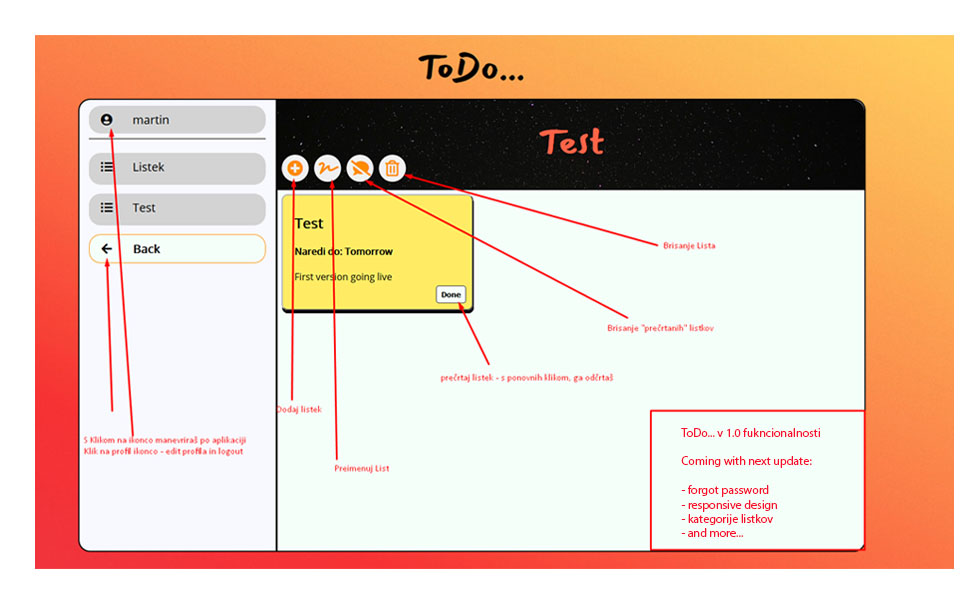 ToDo...
martin
Listek
Test
Back
Test
Test
Naredi do: Tomorrow
First version going live
Done
Brisanje Lista
Brisanje "prečrtanih" listkov
prečrtaj listek - s ponovnih klikom, ga odčrtaš
Dodaj listek
S Klikom na ikonco manevriraš po aplikaciji
Klik na profil ikonco - edit profila in logout
Preimenuj List
ToDo... v 1.0 fukncionalnosti
Coming with next update:
- forgot password
- responsive design
- kategorije listkov
- and more...